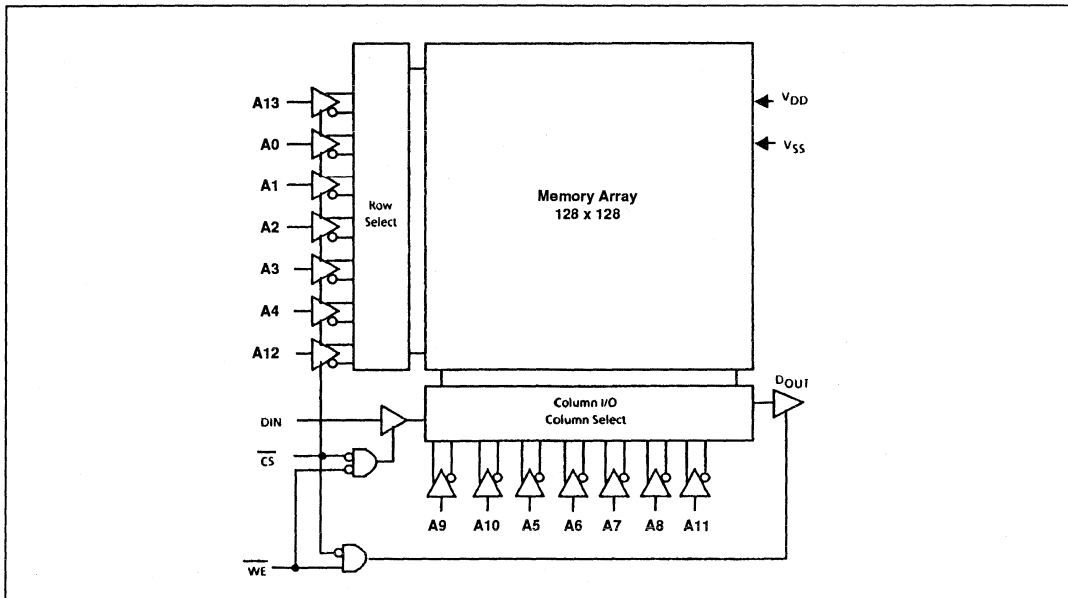 A13
A0
A1
A2
A3
A4
A12
Row
Select
Memory Array
128 x 128
VDD
VSS
DOUT
Column I/O
Column Select
DIN
CS
WE
A9 A10 A5 A6 A7 A8 A11